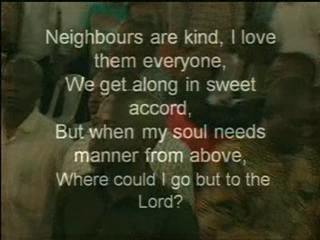 Neighbours are kind, I love
them everyone,
We get along in sweet
accord,
But when my soul needs
manner from above,
Where could I go but to the
Lord?